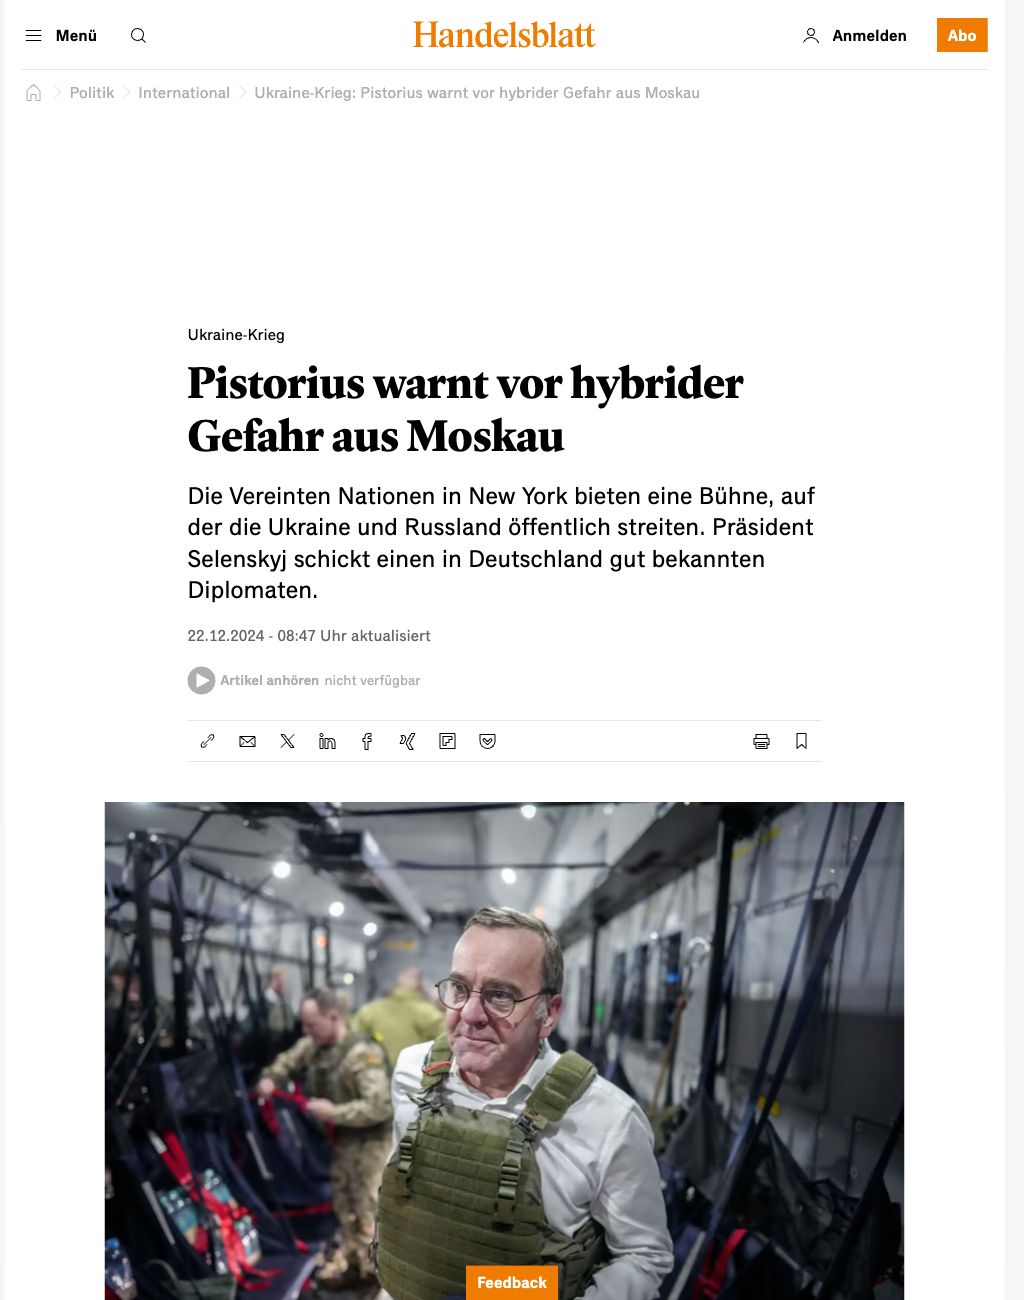 Menü
Handelsblatt
Anmelden
Abo
Politik
International
Ukraine-Krieg: Pistorius warnt vor hybrider Gefahr aus Moskau
Ukraine-Krieg
Pistorius warnt vor hybrider
Gefahr aus Moskau
Die Vereinten Nationen in New York bieten eine Bühne, auf
der die Ukraine und Russland öffentlich streiten. Präsident
Selenskyj schickt einen in Deutschland gut bekannten
Diplomaten.
22.12.2024 - 08:47 Uhr aktualisiert
Artikel anhören nicht verfügbar
Feedback